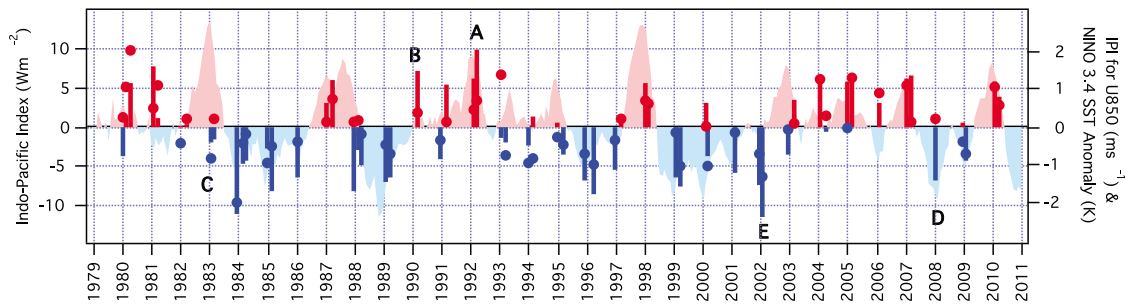 Indo-Pacific Index (Wm⁻²)
10
5
0
-5
-10
A
B
C
D
E
2
1
0
-1
-2
IPI for U850 (ms⁻¹) &
NINO 3.4 SST Anomaly (K)
1979 1980 1981 1982 1983 1984 1985 1986 1987 1988 1989 1990 1991 1992 1993 1994 1995 1996 1997 1998 1999 2000 2001 2002 2003 2004 2005 2006 2007 2008 2009 2010 2011